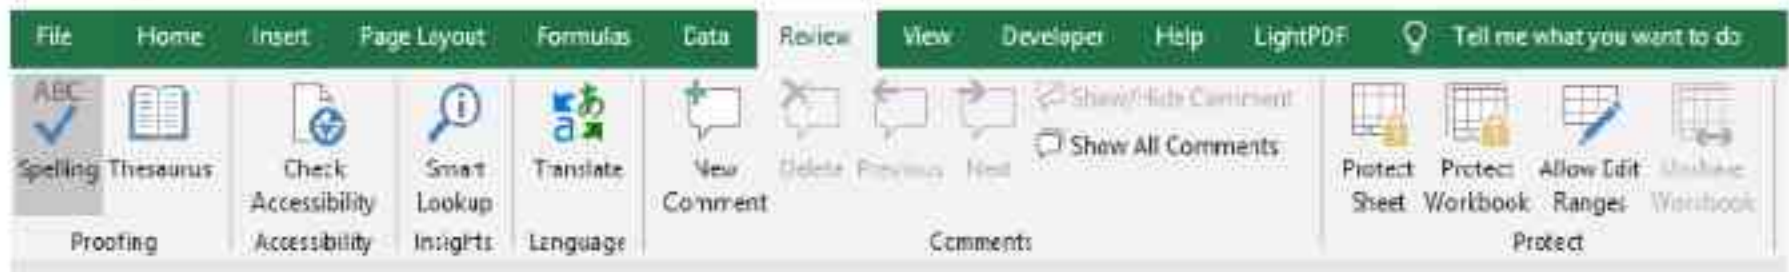 File Home Insert Page Layout Formulas Data Review View Developer Help LightPDF Tell me what you want to do
ABC
Spelling
Thesaurus
Check
Accessibility
Smart
Lookup
あ
a
Translate
New
Comment
Delete
Previous
Next
Show/Hide Comment
Show All Comments
Protect
Sheet
Protect
Workbook
Allow Edit
Ranges
Workbook
Proofing Accessibility Insights Language Comments Protect